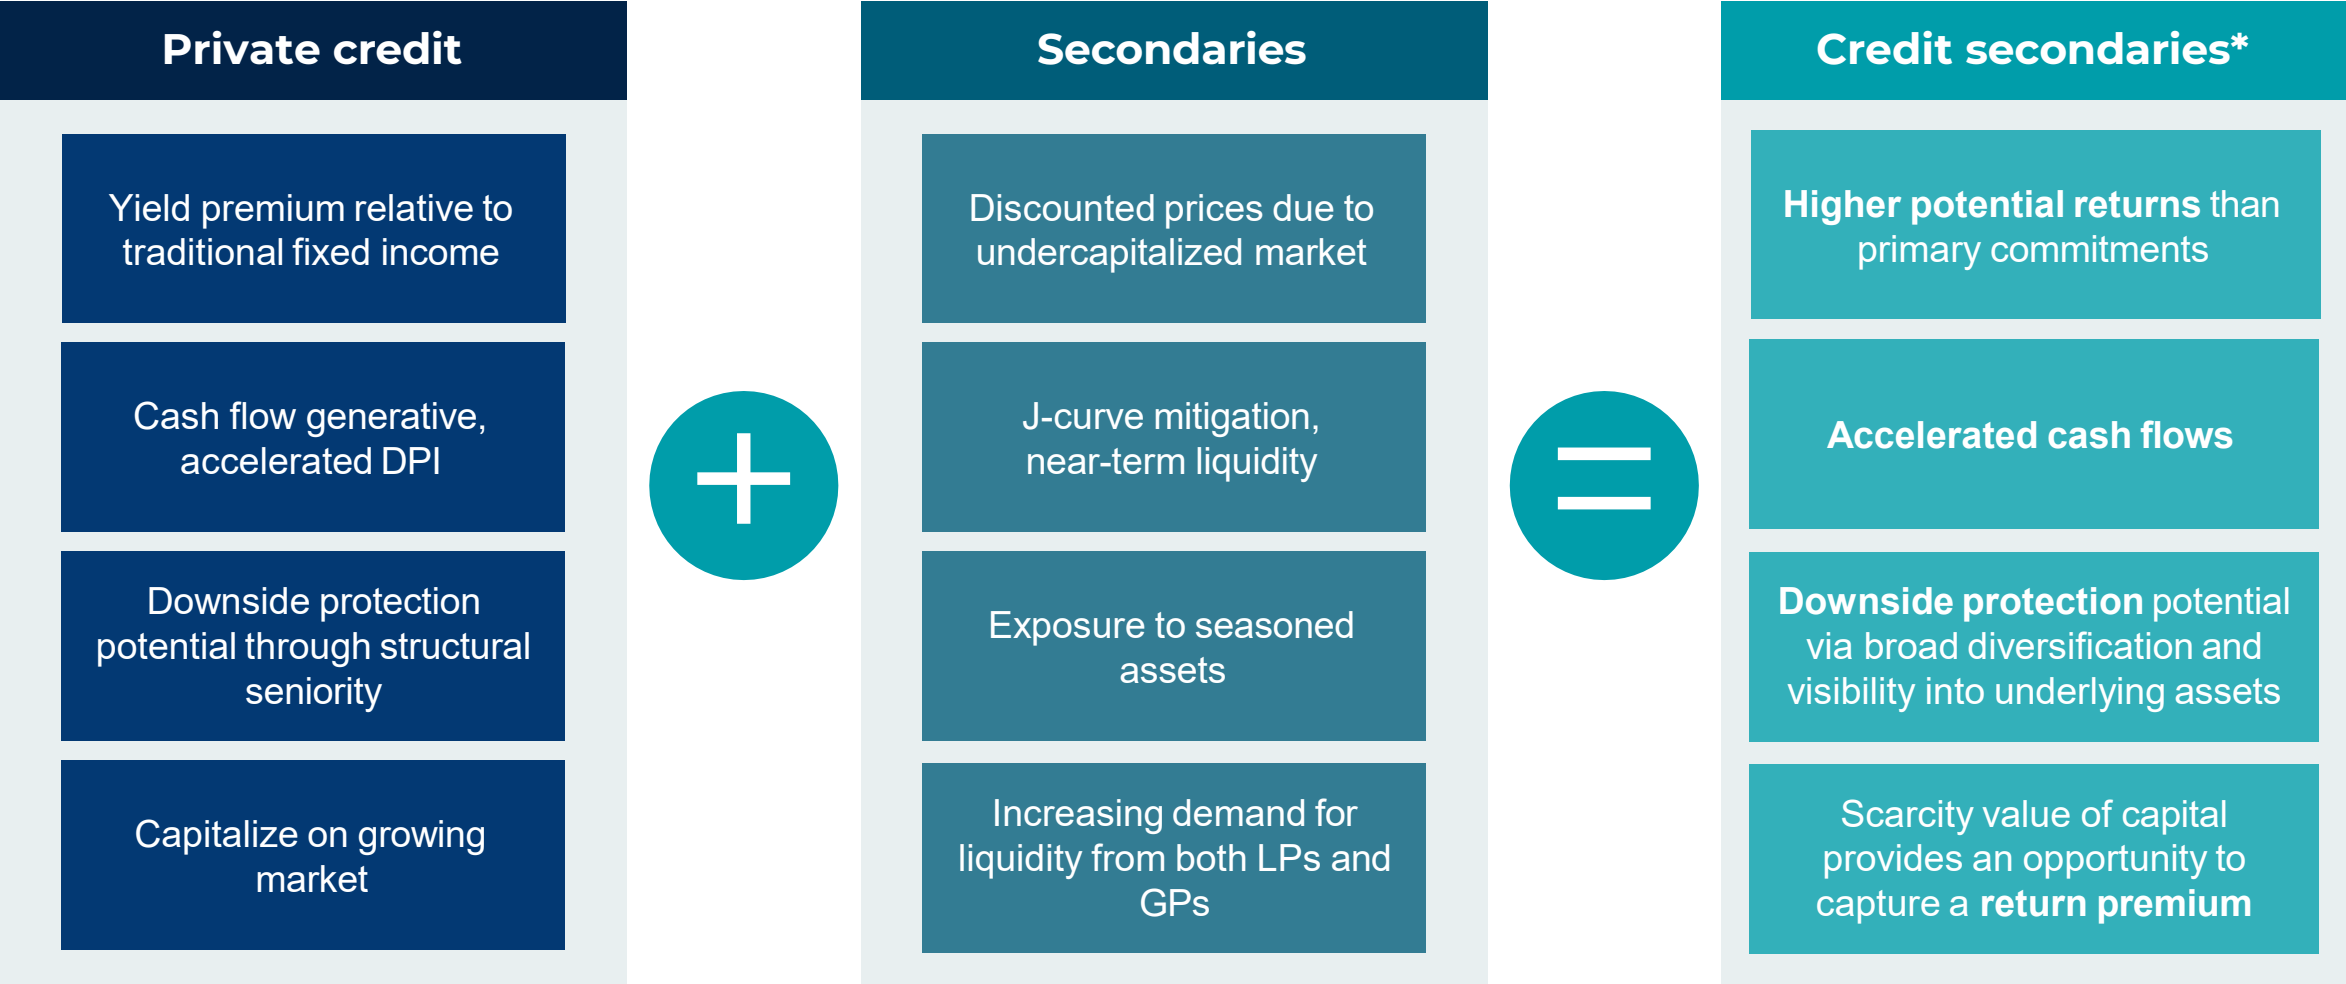 Private credit
Yield premium relative to
traditional fixed income
Cash flow generative,
accelerated DPI
Downside protection
potential through structural
seniority
Capitalize on growing
market
+
Secondaries
Discounted prices due to
undercapitalized market
J-curve mitigation,
near-term liquidity
Exposure to seasoned
assets
Increasing demand for
liquidity from both LPs and
GPs
=
Credit secondaries*
Higher potential returns than
primary commitments
Accelerated cash flows
Downside protection potential
via broad diversification and
visibility into underlying assets
Scarcity value of capital
provides an opportunity to
capture a return premium